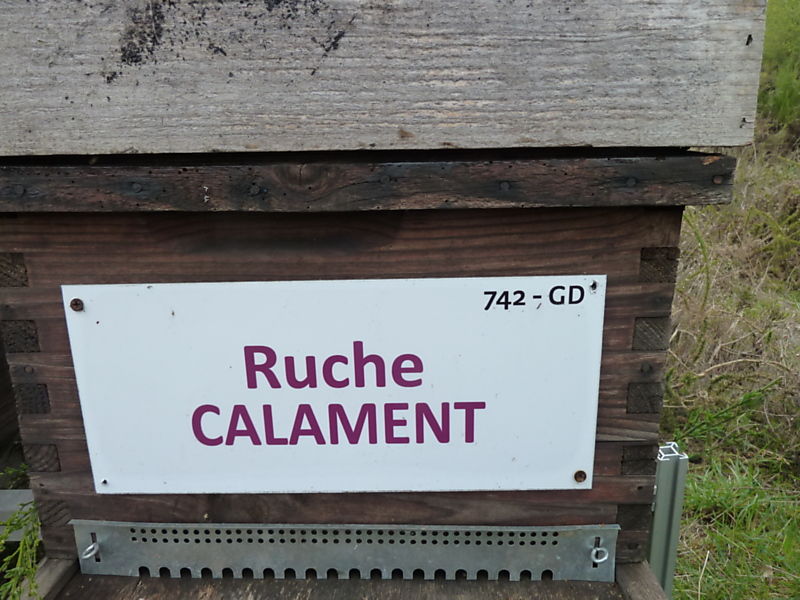 742 - GD
Ruche
CALAMENT